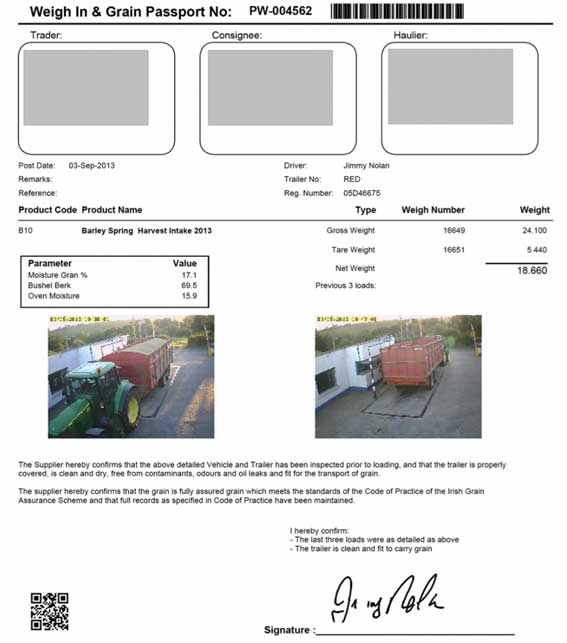 Weigh In & Grain Passport No: PW-004562
Trader: Consignee: Haulier:
Post Date: 03-Sep-2013 Driver: Jimmy Nolan
Remarks: Trailer No: RED
Reference: Reg. Number: 05D46675
Product Code Product Name Type Weigh Number Weight
B10 Barley Spring Harvest Intake 2013 Gross Weight 16649 24.100
Tare Weight 16651 5.440
Net Weight 18.660
Previous 3 loads:
Parameter Value
Moisture Gran % 17.1
Bushel Berk 69.5
Oven Moisture 15.9
The Supplier hereby confirms that the above detailed Vehicle and Trailer has been inspected prior to loading, and that the trailer is properly
covered, is clean and dry, free from contaminants, odours and oil leaks and fit for the transport of grain.
The supplier hereby confirms that the grain is fully assured grain which meets the standards of the Code of Practice of the Irish Grain
Assurance Scheme and that full records as specified in Code of Practice have been maintained.
I hereby confirm:
- The last three loads were as detailed as above
- The trailer is clean and fit to carry grain
Signature :